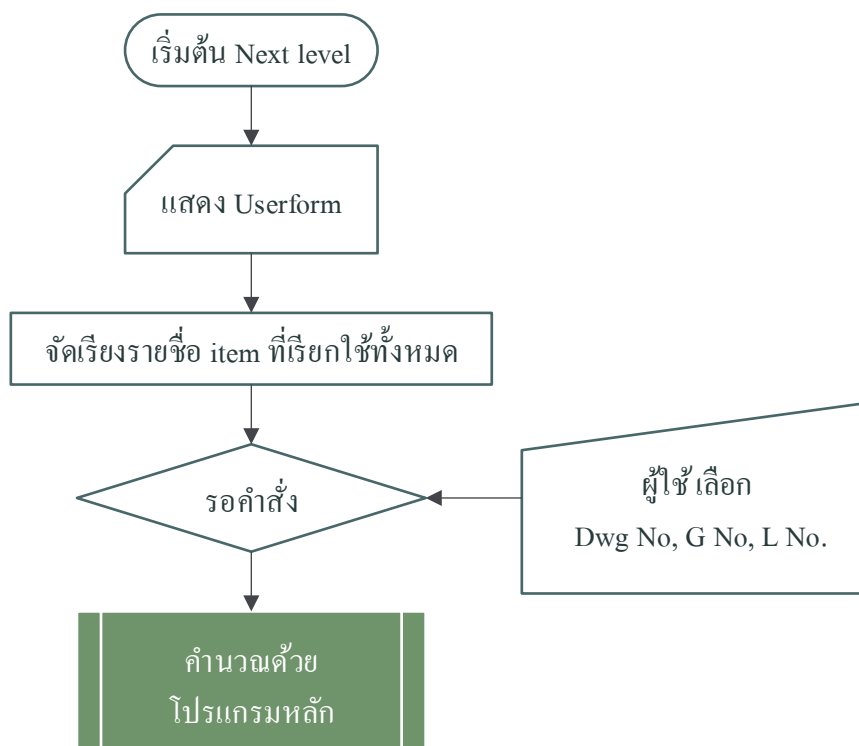 เริ่มต้น Next level
แสดง Userform
จัดเรียงรายชื่อ item ที่เรียกใช้ทั้งหมด
รอคำสั่ง
ผู้ใช้ เลือก
Dwg No, G No, L No.
คำนวณด้วย
โปรแกรมหลัก